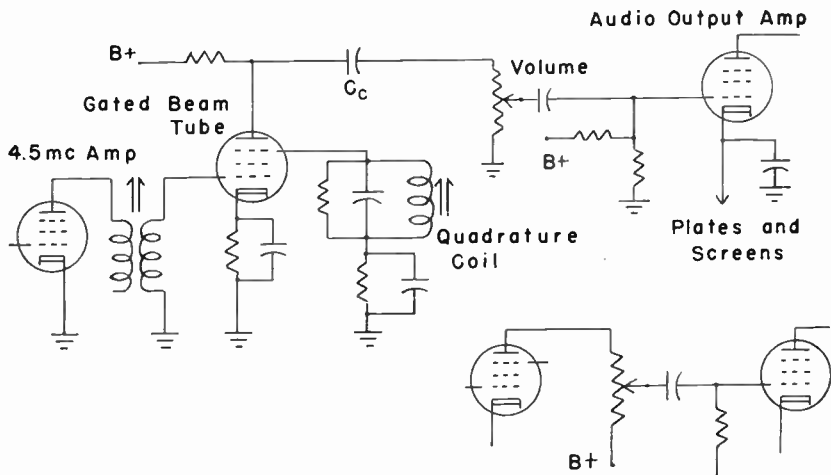 Audio Output Amp
B+
Volume
Cc
Gated Beam
Tube
4.5mc Amp
B+
Quadrature
Coil
Plates and
Screens
B+